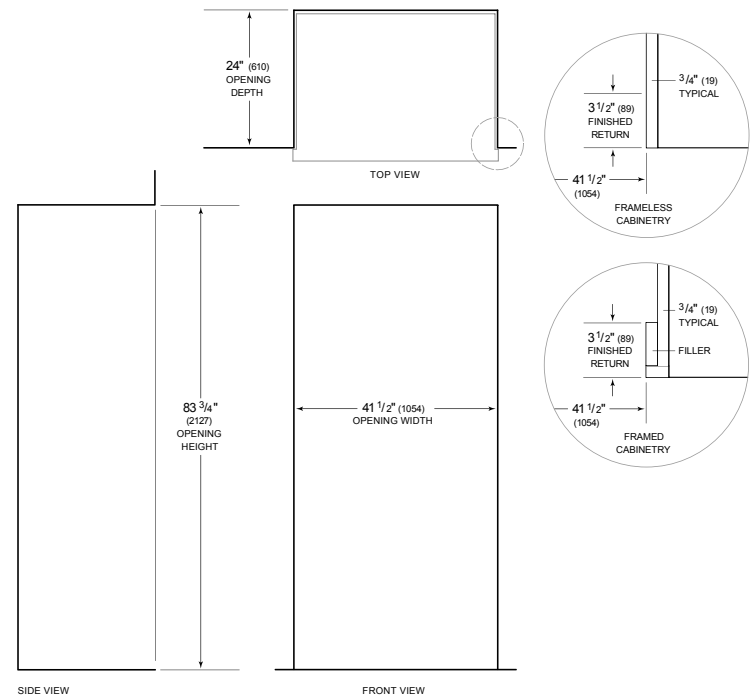 24" (610)
OPENING
DEPTH
TOP VIEW
3/4" (19)
TYPICAL
3 1/2" (89)
FINISHED
RETURN
41 1/2"
(1054)
FRAMELESS
CABINETRY
3/4" (19)
TYPICAL
3 1/2" (89)
FINISHED
RETURN
FILLER
41 1/2"
(1054)
FRAMED
CABINETRY
83 3/4"
(2127)
OPENING
HEIGHT
41 1/2" (1054)
OPENING WIDTH
SIDE VIEW
FRONT VIEW